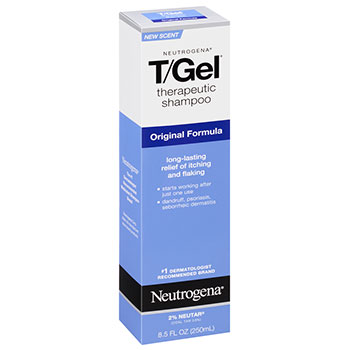 NEW SCENT
NEUTROGENA®
T/Gel®
therapeutic
shampoo
Original Formula
long-lasting
relief of itching
and flaking
• starts working after
just one use
• dandruff, psoriasis,
seborrheic dermatitis
#1 DERMATOLOGIST
RECOMMENDED BRAND
Neutrogena®
2% NEUTAR®
8.5 FL OZ (250mL)